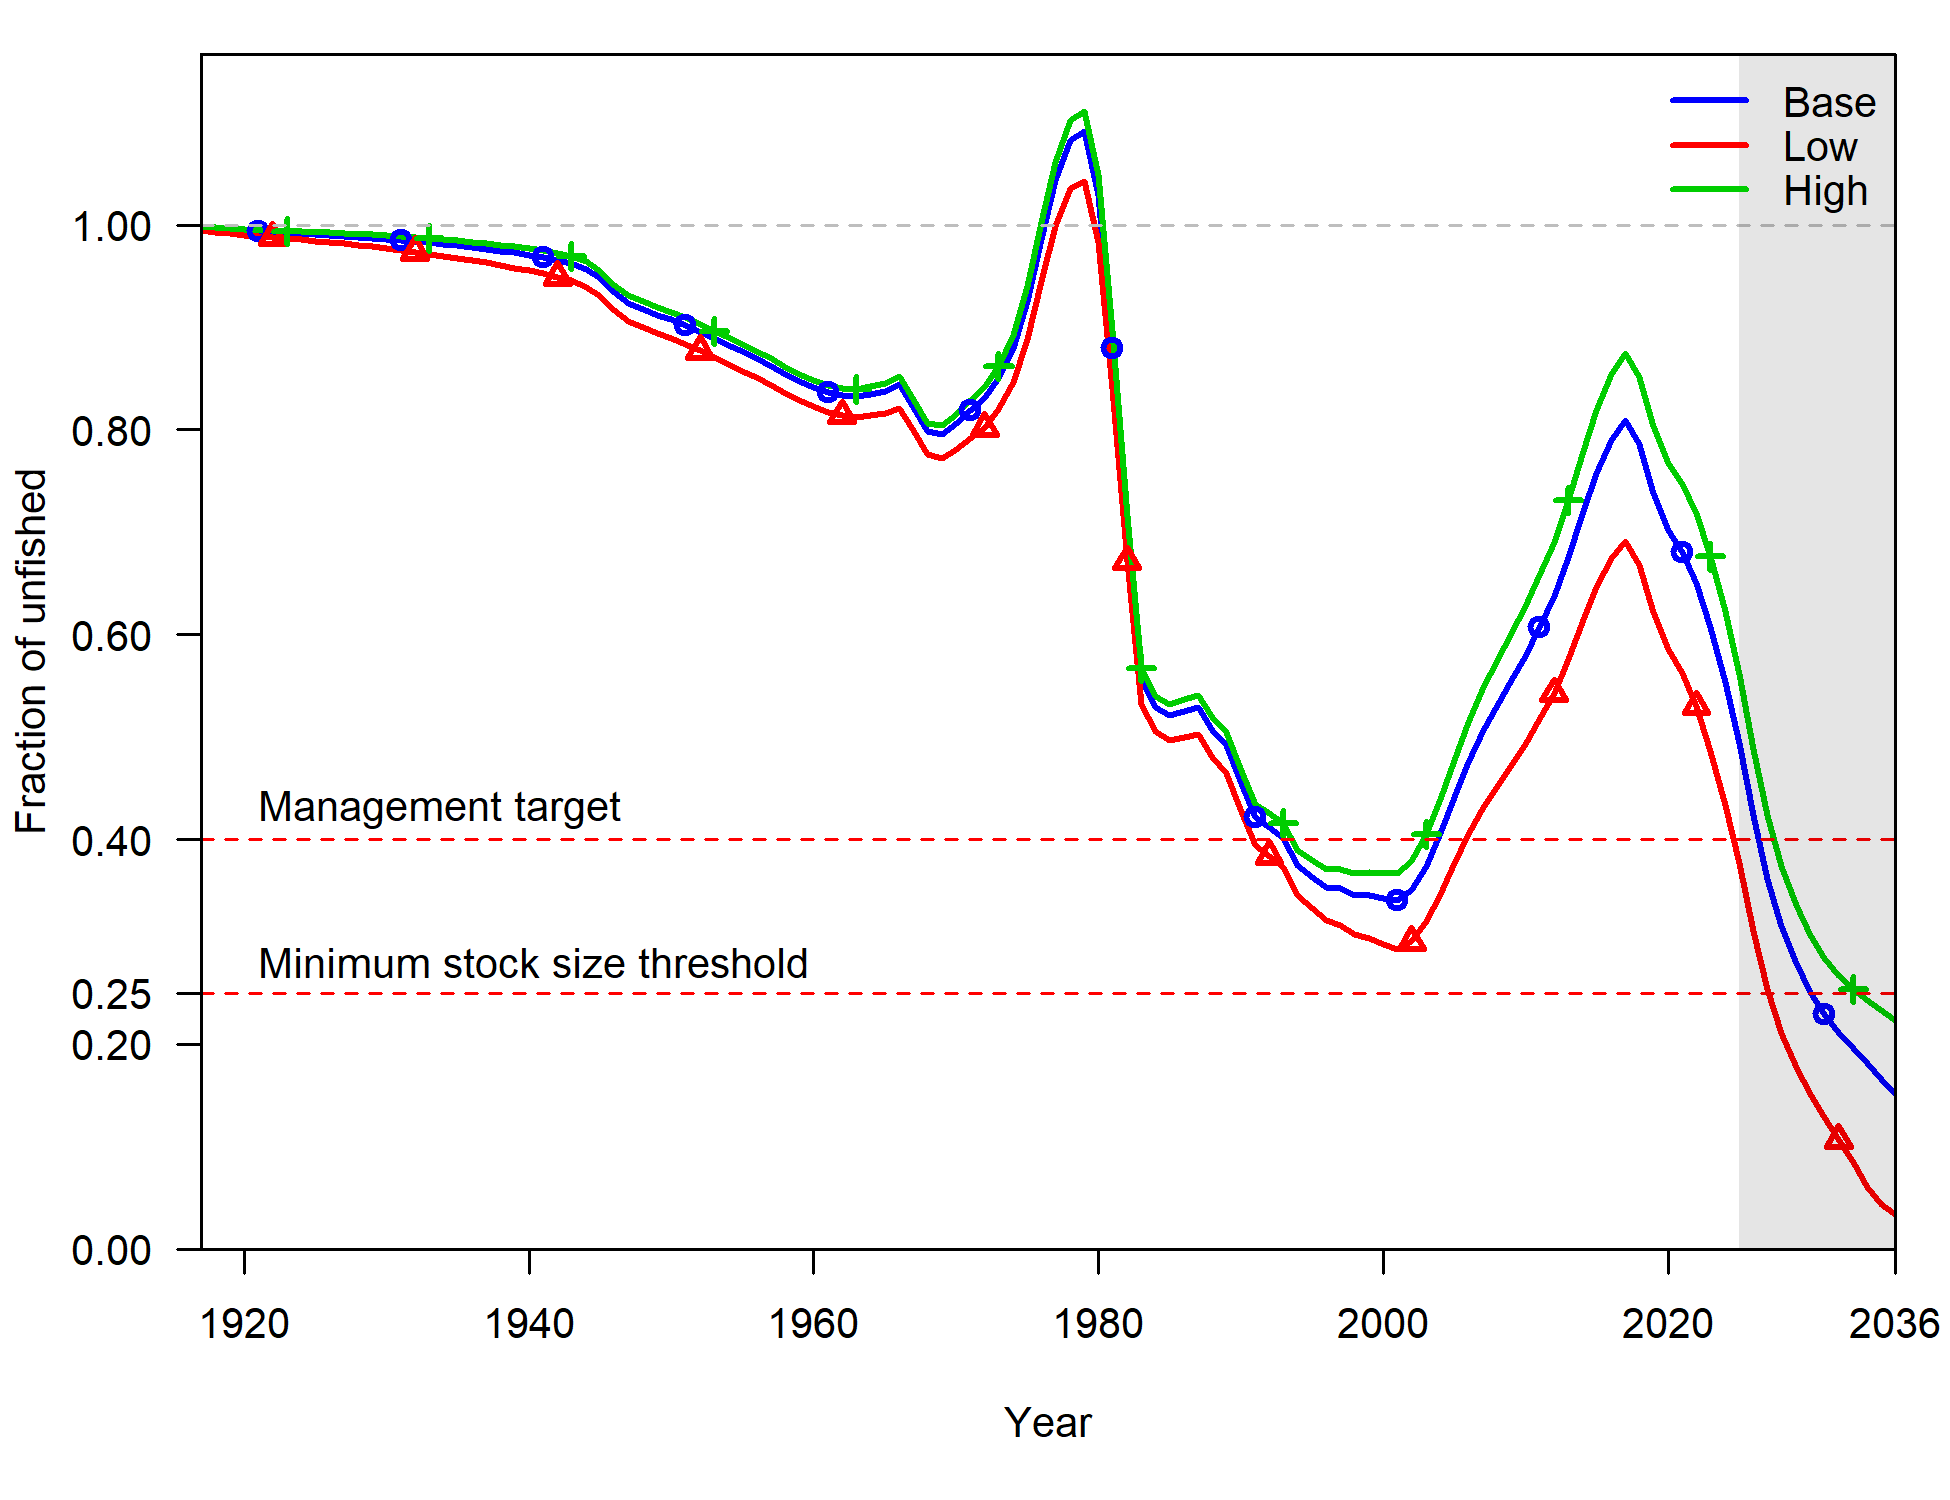 Base
Low
High
Fraction of unfished
1.00
0.80
0.60
0.40
0.25
0.20
0.00
Management target
Minimum stock size threshold
1920 1940 1960 1980 2000 2020 2036
Year